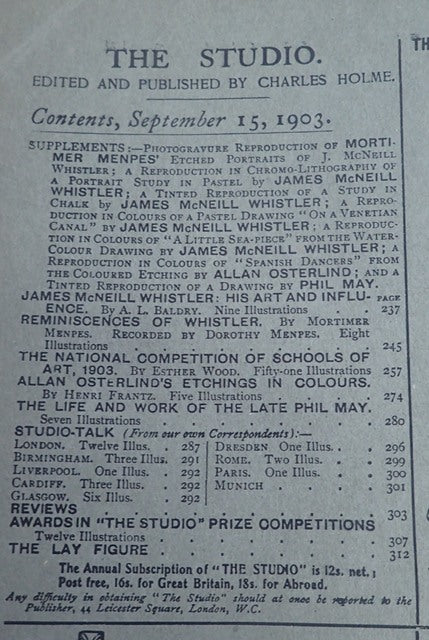 THE STUDIO.
EDITED AND PUBLISHED BY CHARLES HOLME.
Contents, September 15, 1903.
SUPPLEMENTS:—PHOTOGRAVURE REPRODUCTION OF MORTI-
MER MENPES' ETCHED PORTRAITS OF J. MCNEILL
WHISTLER; A REPRODUCTION IN CHROMO-LITHOGRAPHY OF
A PORTRAIT STUDY IN PASTEL BY JAMES McNEILL
WHISTLER; A TINTED REPRODUCTION OF A STUDY IN
CHALK BY JAMES McNEILL WHISTLER; A REPRO-
DUCTION IN COLOURS OF A PASTEL DRAWING "ON A VENETIAN
CANAL" BY JAMES McNEILL WHISTLER; A REPRODUC-
TION IN COLOURS OF "A LITTLE SEA-PIECE" FROM THE WATER-
COLOUR DRAWING BY JAMES McNEILL WHISTLER; A
REPRODUCTION IN COLOURS OF "SPANISH DANCERS" FROM
THE COLOURED ETCHING BY ALLAN OSTERLIND; AND A
TINTED REPRODUCTION OF A DRAWING BY PHIL MAY.
JAMES McNEILL WHISTLER: HIS ART AND INFLU- PAGE
ENCE. By A. L. BALDRY. Nine Illustrations . . 237
REMINISCENCES OF WHISTLER. By MORTIMER
MENPES. RECORDED BY DOROTHY MENPES. Eight
Illustrations . . . . . . . 245
THE NATIONAL COMPETITION OF SCHOOLS OF
ART, 1903. By ESTHER WOOD. Fifty-one Illustrations 257
ALLAN OSTERLIND'S ETCHINGS IN COLOURS.
By HENRI FRANTZ. Five Illustrations . . . 274
THE LIFE AND WORK OF THE LATE PHIL MAY.
Seven Illustrations . . . . . . 280
STUDIO-TALK (From our own Correspondents):—
LONDON. Twelve Illus. . 287 DRESDEN One Illus. . . 296
BIRMINGHAM. Three Illus. 291 ROME. Two Illus. . . 299
LIVERPOOL. One Illus. . 292 PARIS. One Illus. . . 300
CARDIFF. Three Illus. . 292 MUNICH . . . . 301
GLASGOW. Six Illus. . 292
REVIEWS . . . . . . . . 303
AWARDS IN "THE STUDIO" PRIZE COMPETITIONS
Twelve Illustrations . . . . . . 307
THE LAY FIGURE . . . . . . . 312
The Annual Subscription of "THE STUDIO" is 12s. net.;
Post free, 16s. for Great Britain, 18s. for Abroad.
Any difficulty in obtaining "The Studio" should at once be reported to the
Publisher, 44 Leicester Square, London, W.C.
TH